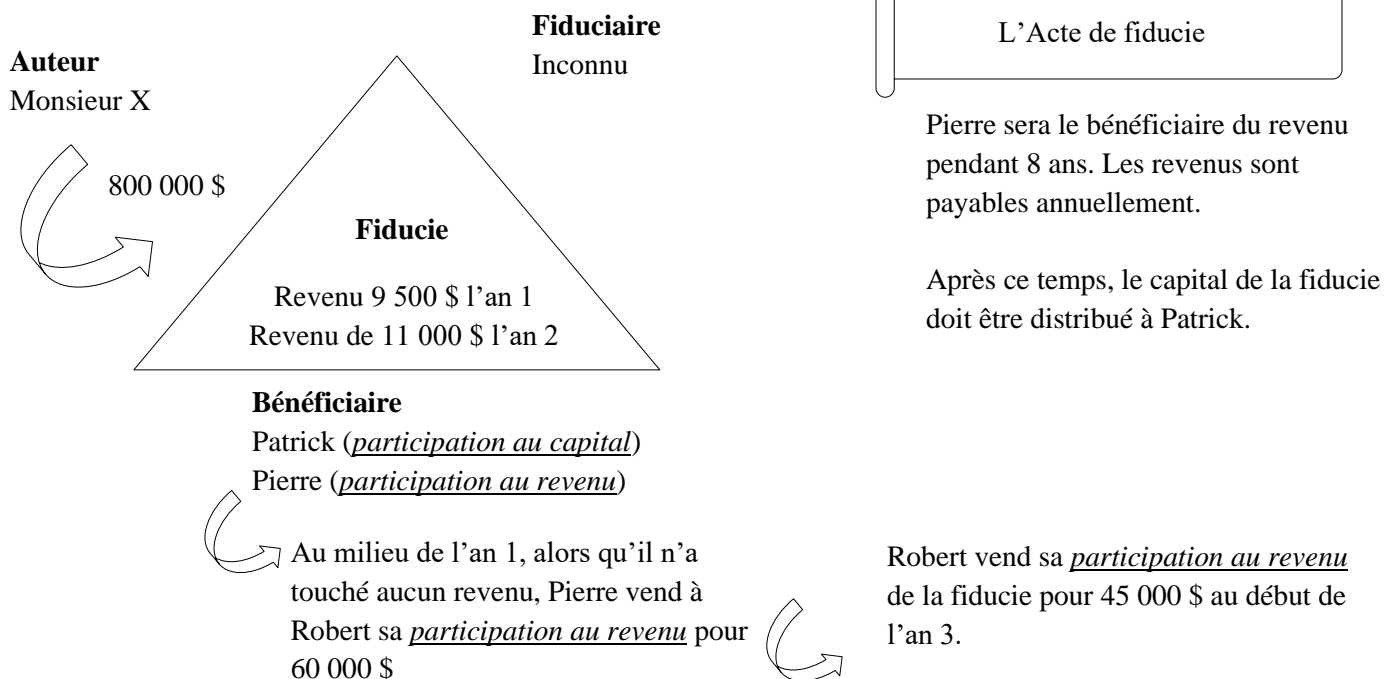 Auteur
Monsieur X
800 000 $
Fiduciaire
Inconnu
L’Acte de fiducie
Pierre sera le bénéficiaire du revenu
pendant 8 ans. Les revenus sont
payables annuellement.
Après ce temps, le capital de la fiducie
doit être distribué à Patrick.
Fiducie
Revenu 9 500 $ l’an 1
Revenu de 11 000 $ l’an 2
Bénéficiaire
Patrick (participation au capital)
Pierre (participation au revenu)
Au milieu de l’an 1, alors qu’il n’a
touché aucun revenu, Pierre vend à
Robert sa participation au revenu pour
60 000 $
Robert vend sa participation au revenu
de la fiducie pour 45 000 $ au début de
l’an 3.